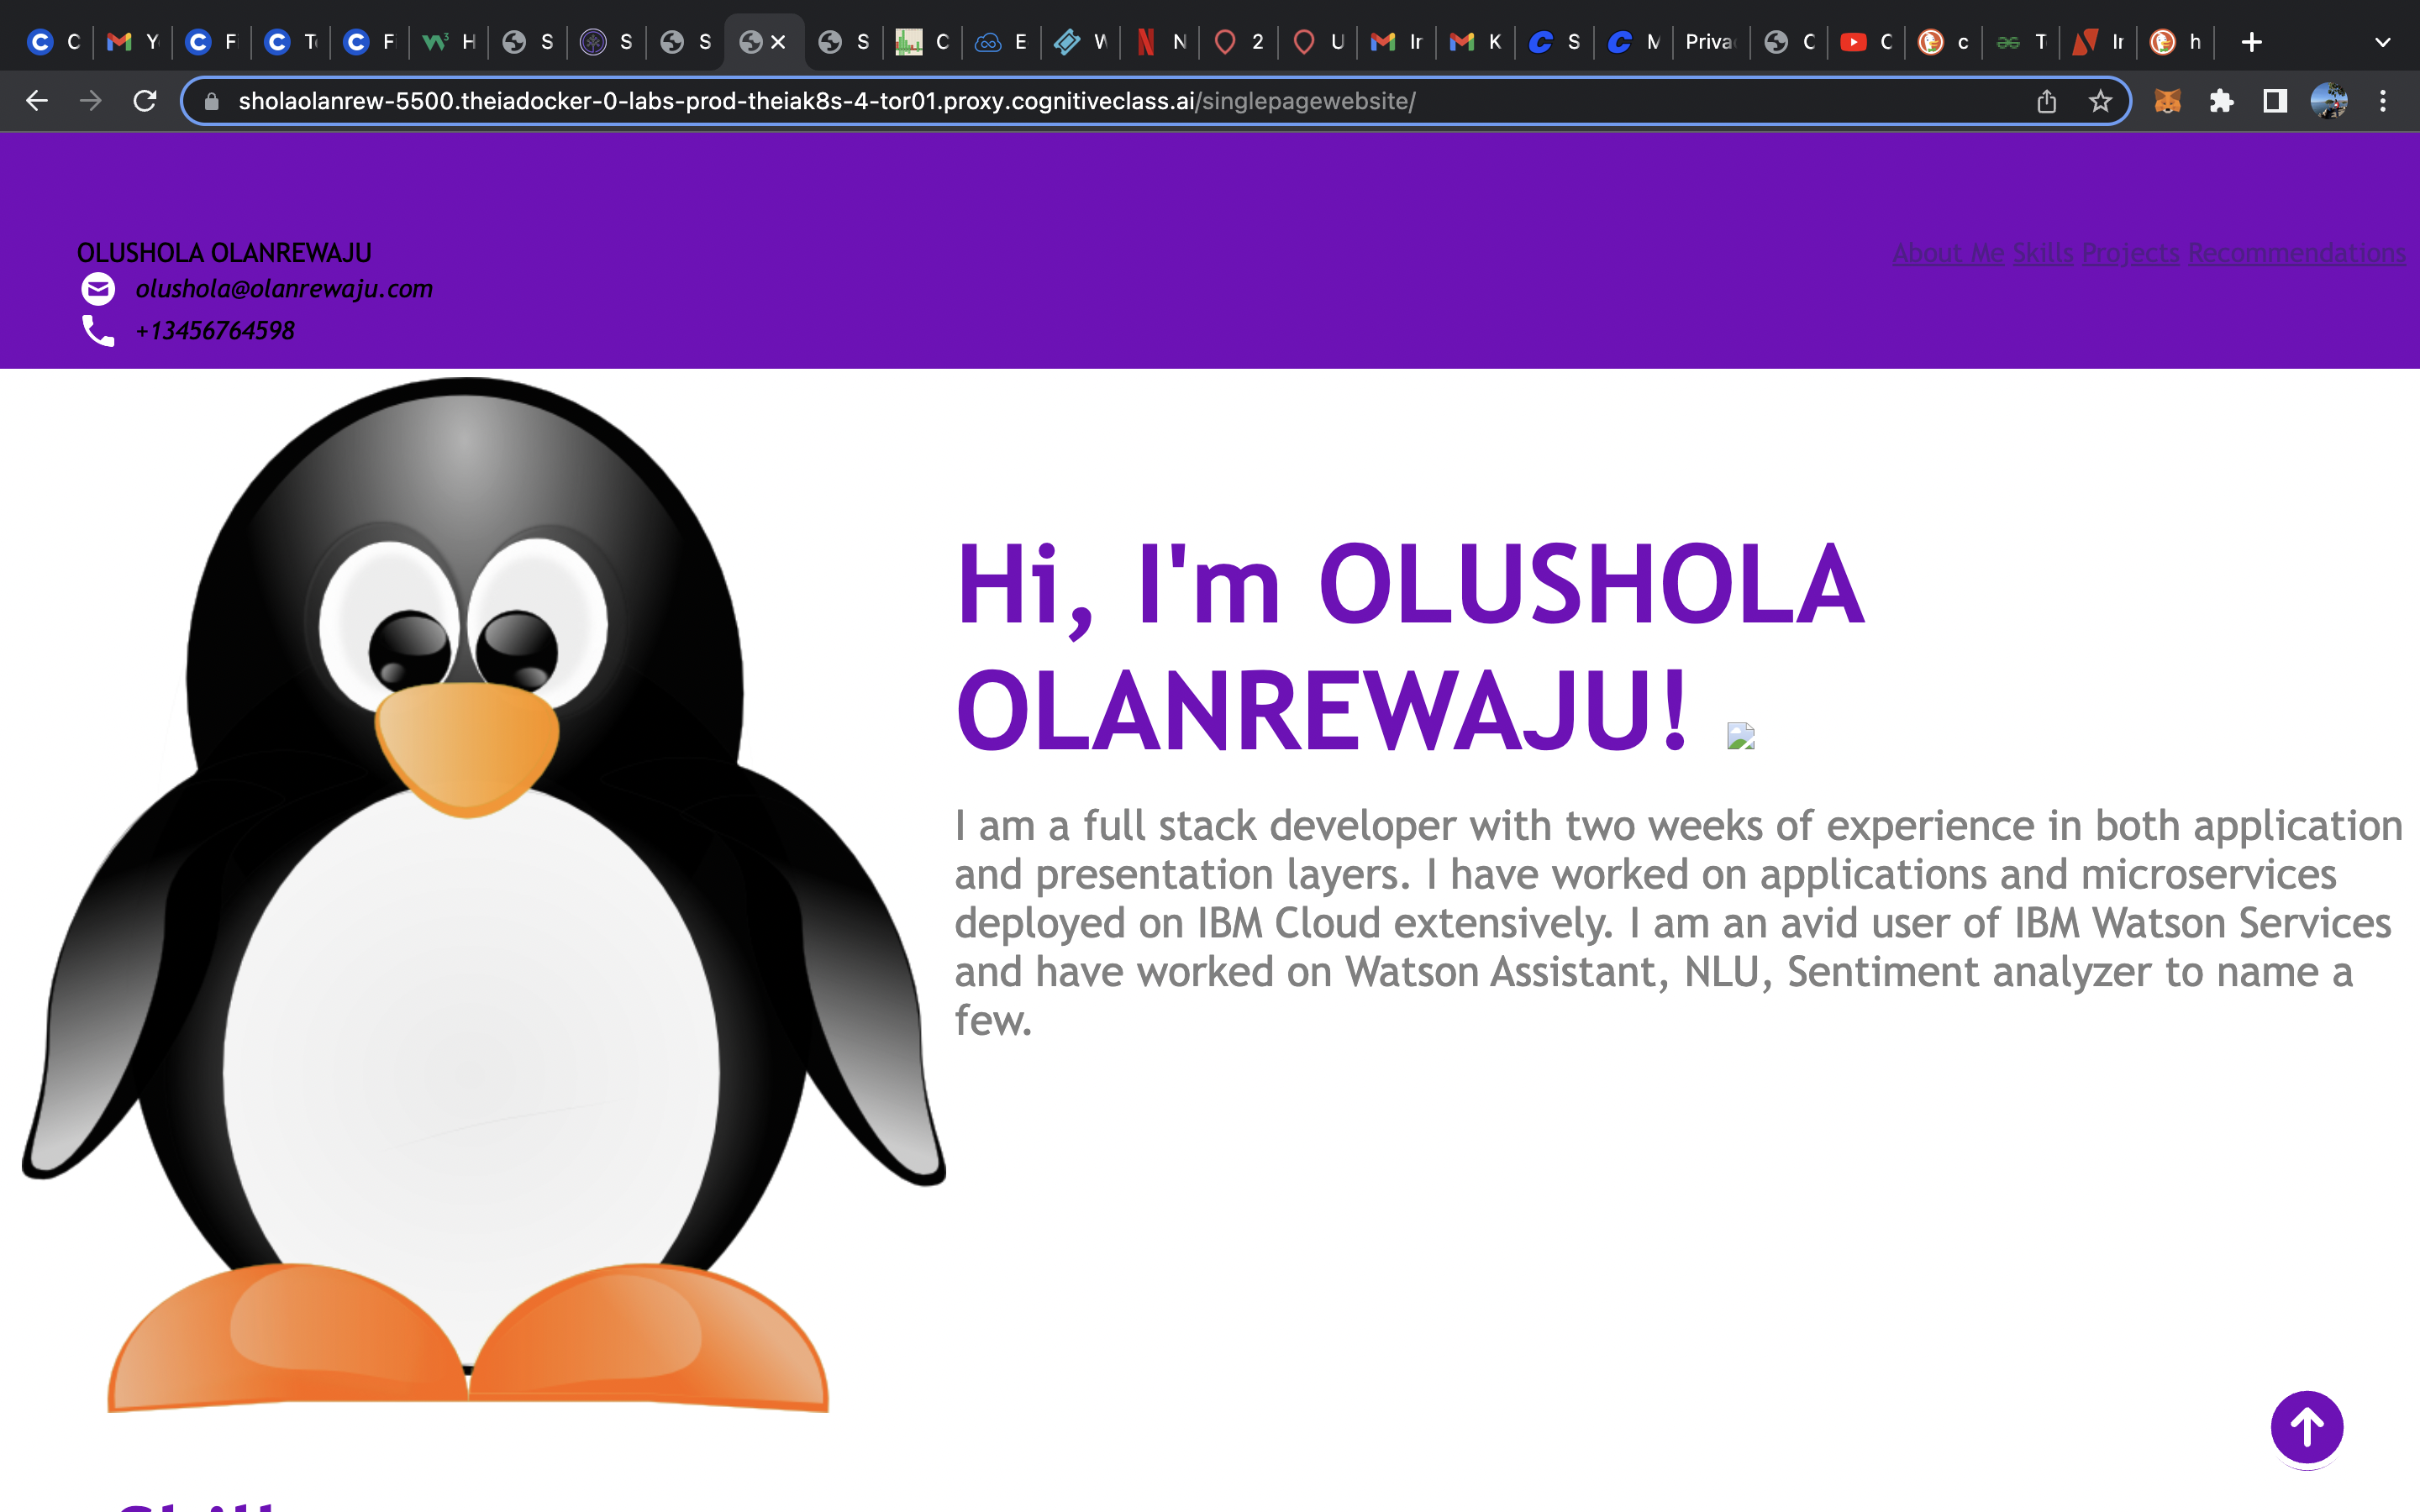 C Y F T F H S S S S C E W N 2 U Ir K S M Priva C C c T Ir h
sholaolanrew-5500.theiadocker-0-labs-prod-theiak8s-4-tor01.proxy.cognitiveclass.ai/singlepagewebsite/
OLUSHOLA OLANREWAJU
About Me Skills Projects Recommendations
olushola@olanrewaju.com
+13456764598
Hi, I'm OLUSHOLA
OLANREWAJU!
I am a full stack developer with two weeks of experience in both application
and presentation layers. I have worked on applications and microservices
deployed on IBM Cloud extensively. I am an avid user of IBM Watson Services
and have worked on Watson Assistant, NLU, Sentiment analyzer to name a
few.